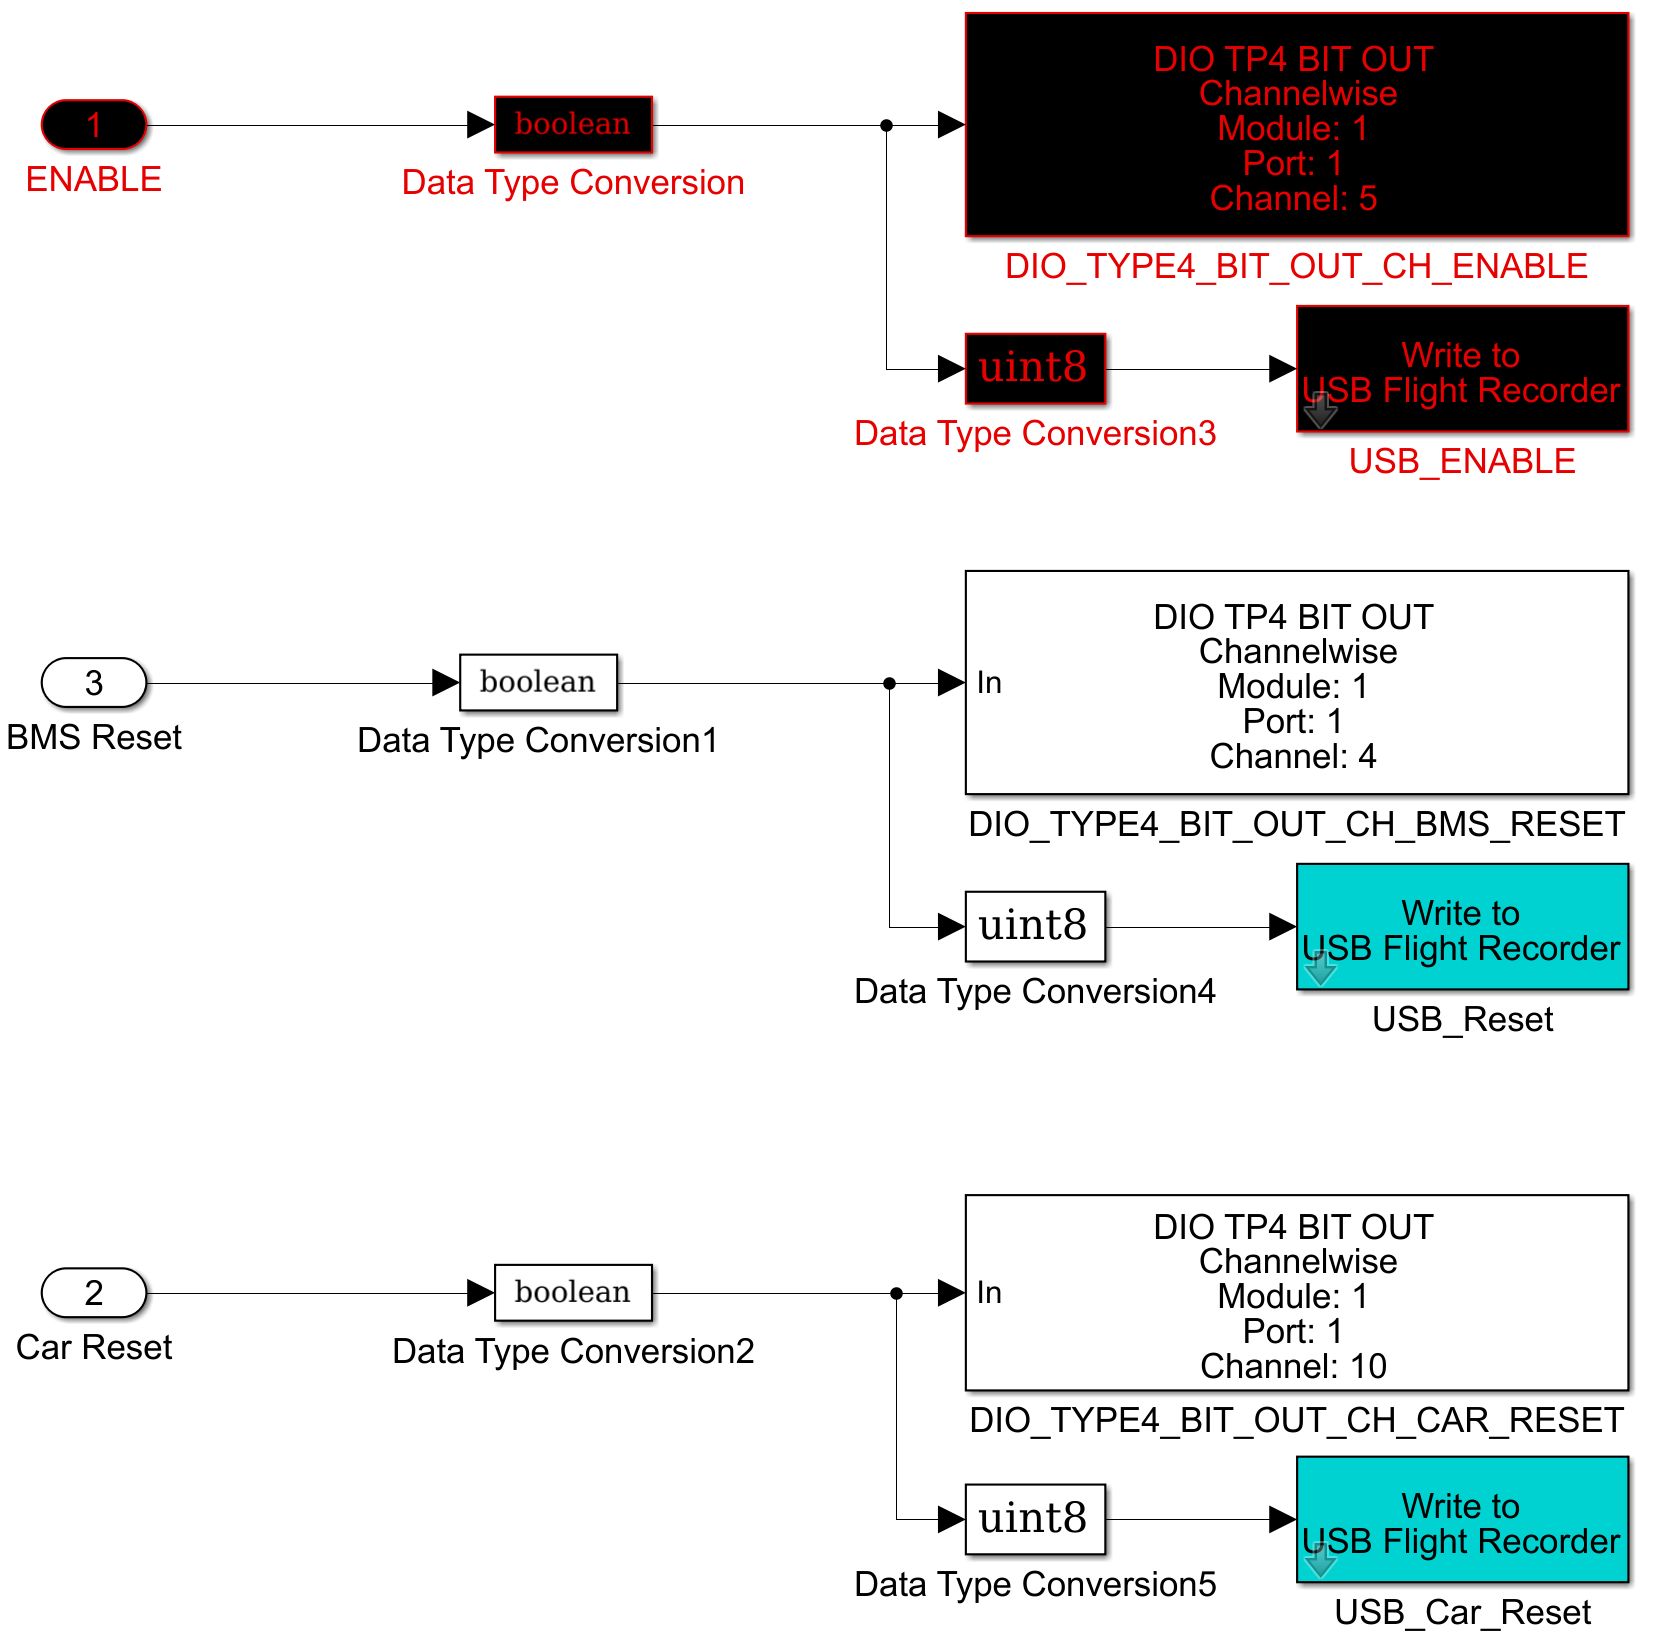 1
ENABLE
boolean
Data Type Conversion
DIO TP4 BIT OUT
Channelwise
Module: 1
Port: 1
Channel: 5
DIO_TYPE4_BIT_OUT_CH_ENABLE
uint8
Data Type Conversion3
Write to
USB Flight Recorder
USB_ENABLE
3
BMS Reset
boolean
Data Type Conversion1
In
DIO TP4 BIT OUT
Channelwise
Module: 1
Port: 1
Channel: 4
DIO_TYPE4_BIT_OUT_CH_BMS_RESET
uint8
Data Type Conversion4
Write to
USB Flight Recorder
USB_Reset
2
Car Reset
boolean
Data Type Conversion2
In
DIO TP4 BIT OUT
Channelwise
Module: 1
Port: 1
Channel: 10
DIO_TYPE4_BIT_OUT_CH_CAR_RESET
uint8
Data Type Conversion5
Write to
USB Flight Recorder
USB_Car_Reset